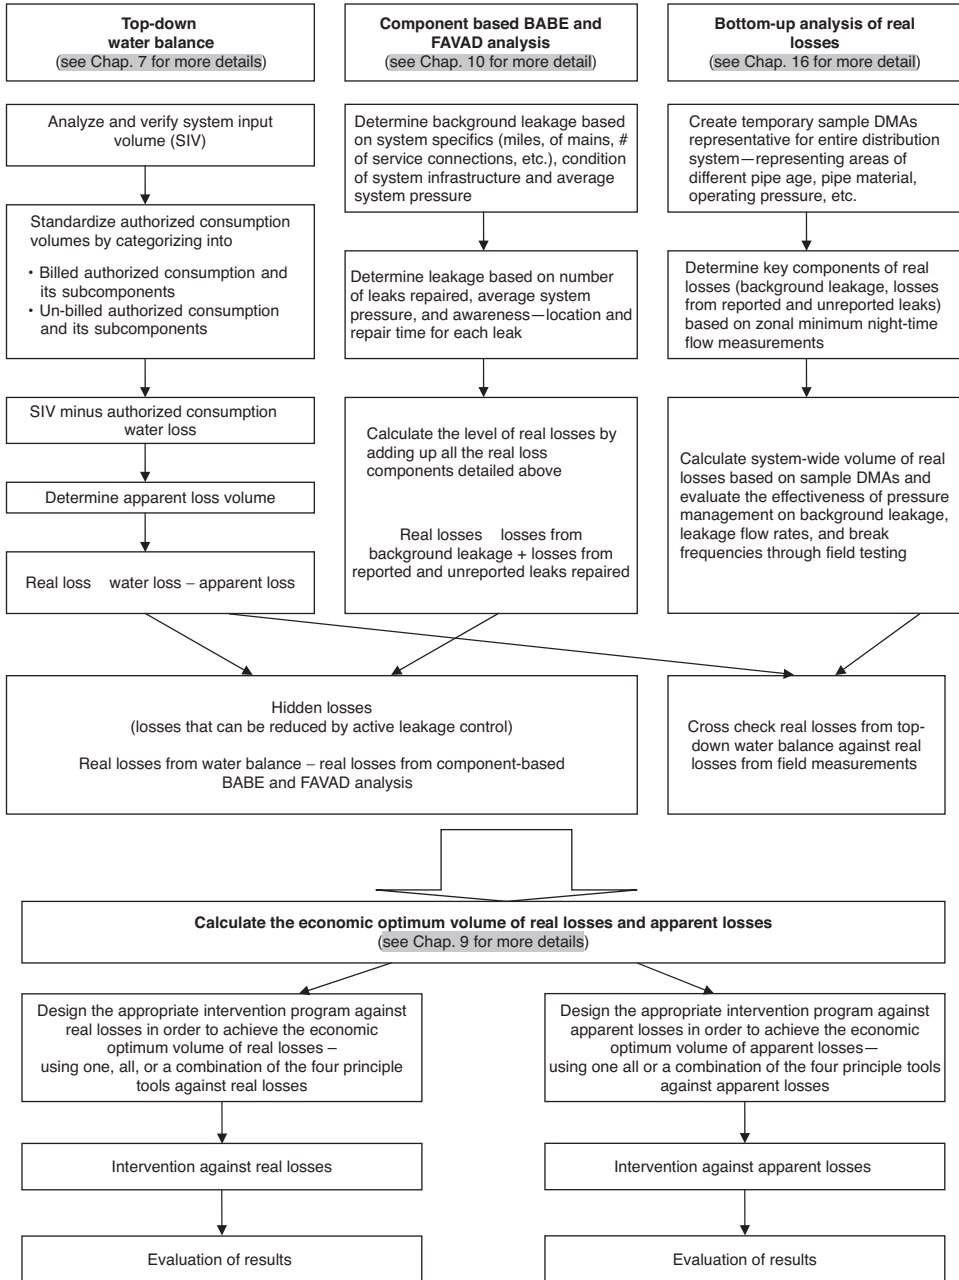 Top-down
water balance
(see Chap. 7 for more details)
Component based BABE and
FAVAD analysis
(see Chap. 10 for more detail)
Bottom-up analysis of real
losses
(see Chap. 16 for more detail)
Analyze and verify system input
volume (SIV)
Standardize authorized consumption
volumes by categorizing into
• Billed authorized consumption and
its subcomponents
• Un-billed authorized consumption
and its subcomponents
SIV minus authorized consumption
water loss
Determine apparent loss volume
Real loss water loss – apparent loss
Determine background leakage based
on system specifics (miles, of mains, #
of service connections, etc.), condition
of system infrastructure and average
system pressure
Determine leakage based on number
of leaks repaired, average system
pressure, and awareness—location and
repair time for each leak
Calculate the level of real losses by
adding up all the real loss
components detailed above
Real losses losses from
background leakage + losses from
reported and unreported leaks repaired
Create temporary sample DMAs
representative for entire distribution
system—representing areas of
different pipe age, pipe material,
operating pressure, etc.
Determine key components of real
losses (background leakage, losses
from reported and unreported leaks)
based on zonal minimum night-time
flow measurements
Calculate system-wide volume of real
losses based on sample DMAs and
evaluate the effectiveness of pressure
management on background leakage,
leakage flow rates, and break
frequencies through field testing
Hidden losses
(losses that can be reduced by active leakage control)
Real losses from water balance – real losses from component-based
BABE and FAVAD analysis
Cross check real losses from top-
down water balance against real
losses from field measurements
Calculate the economic optimum volume of real losses and apparent losses
(see Chap. 9 for more details)
Design the appropriate intervention program against
real losses in order to achieve the economic
optimum volume of real losses –
using one, all, or a combination of the four principle
tools against real losses
Intervention against real losses
Evaluation of results
Design the appropriate intervention program against
apparent losses in order to achieve the economic
optimum volume of apparent losses—
using one all or a combination of the four principle tools
against apparent losses
Intervention against apparent losses
Evaluation of results